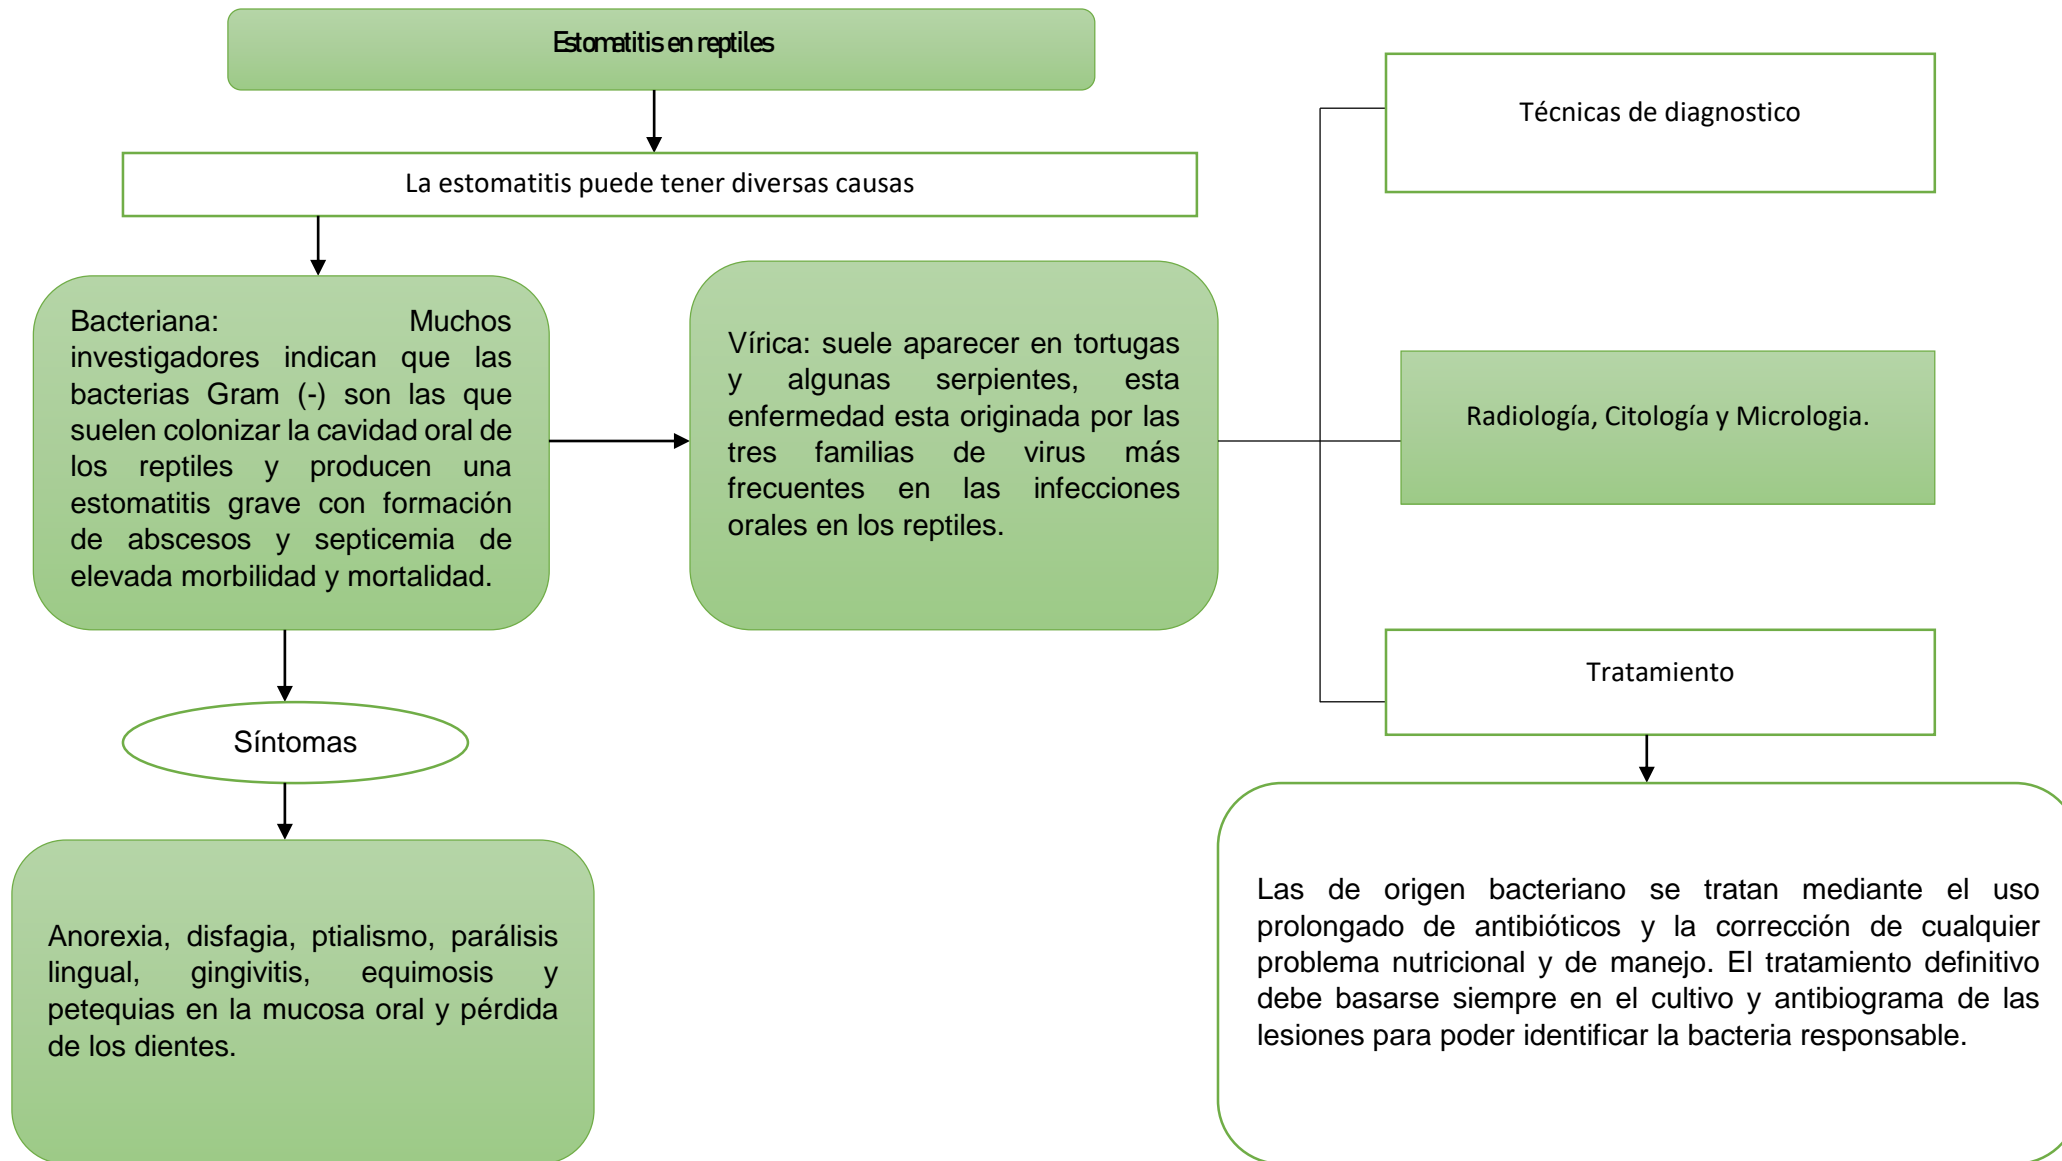 Estomatitis en reptiles
La estomatitis puede tener diversas causas
Bacteriana: Muchos
investigadores indican que las
bacterias Gram (-) son las que
suelen colonizar la cavidad oral de
los reptiles y producen una
estomatitis grave con formación
de abscesos y septicemia de
elevada morbilidad y mortalidad.
Vírica: suele aparecer en tortugas
y algunas serpientes, esta
enfermedad esta originada por las
tres familias de virus más
frecuentes en las infecciones
orales en los reptiles.
Síntomas
Anorexia, disfagia, ptialismo, parálisis
lingual, gingivitis, equimosis y
petequias en la mucosa oral y pérdida
de los dientes.
Técnicas de diagnostico
Radiología, Citología y Micrologia.
Tratamiento
Las de origen bacteriano se tratan mediante el uso
prolongado de antibióticos y la corrección de cualquier
problema nutricional y de manejo. El tratamiento definitivo
debe basarse siempre en el cultivo y antibiograma de las
lesiones para poder identificar la bacteria responsable.